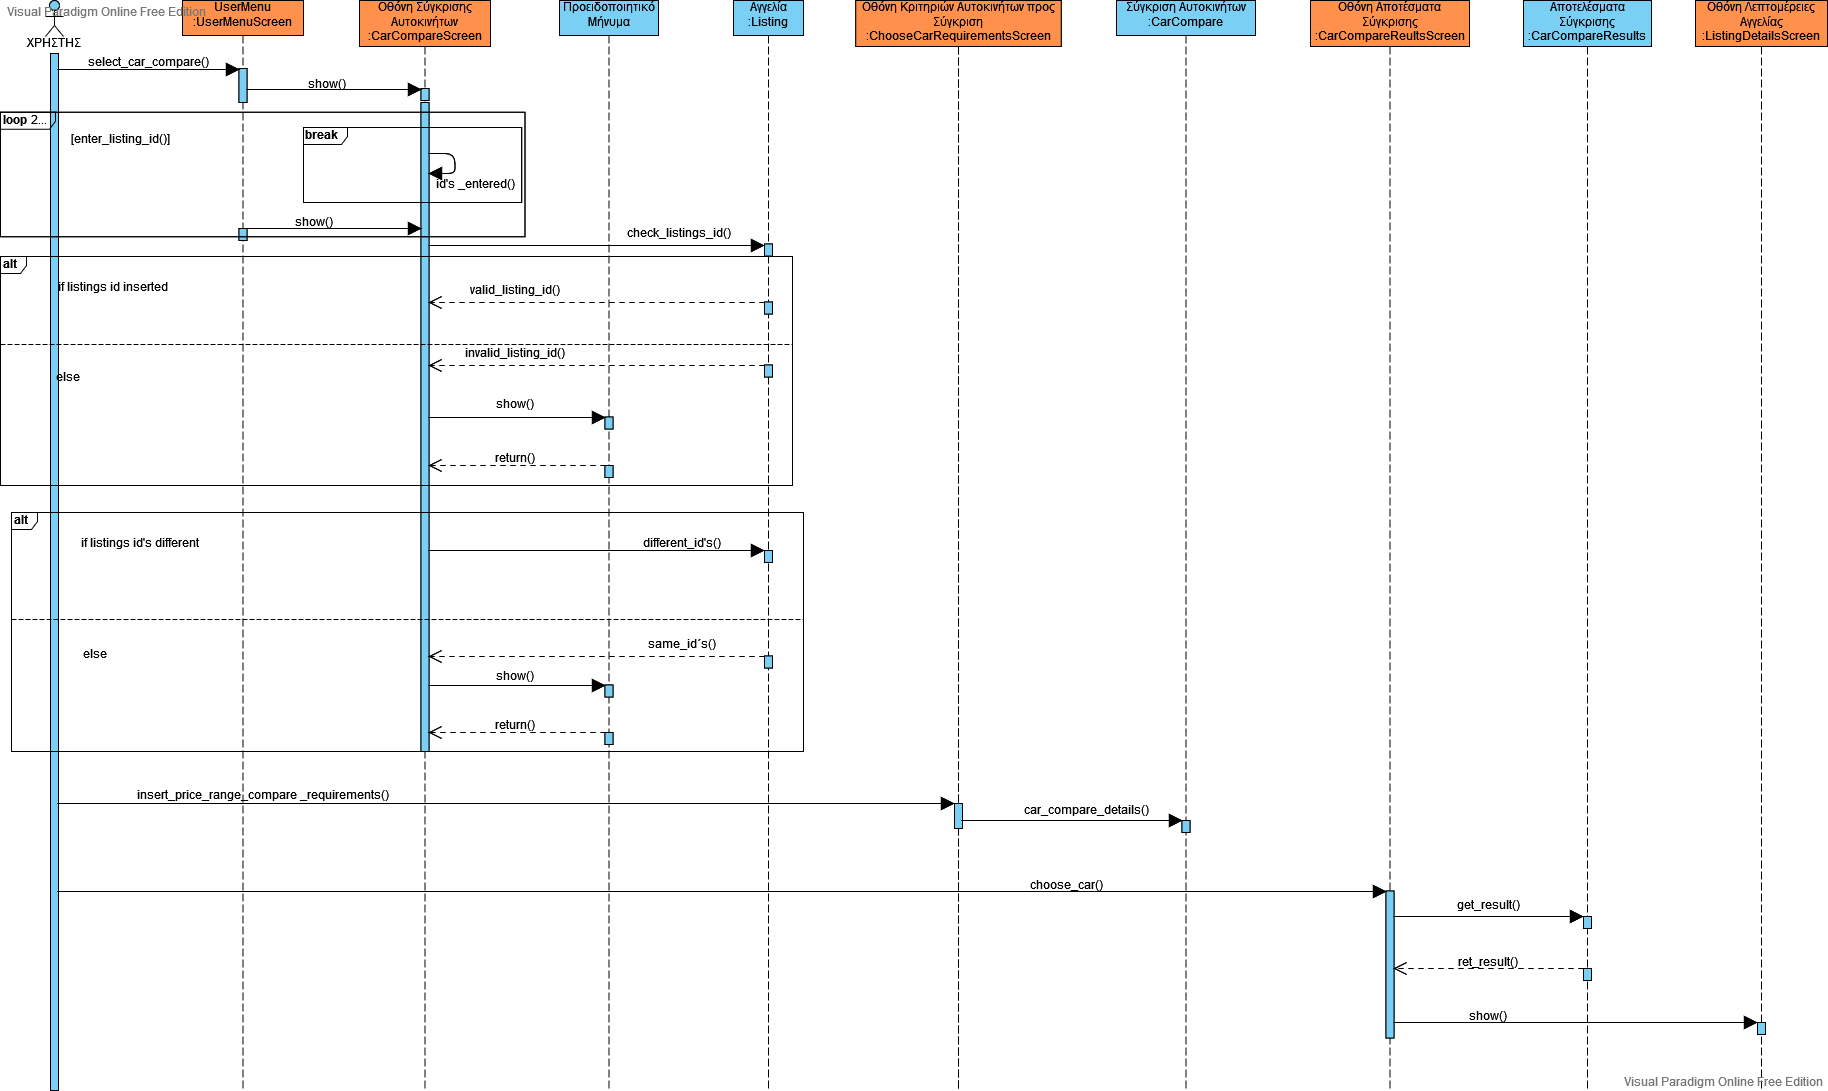 Visual Paradigm Online Free Edition
ΧΡΗΣΤΗΣ
UserMenu
:UserMenuScreen
Οθόνη Σύγκρισης
Αυτοκινήτων
:CarCompareScreen
Προειδοποιητικό
Μήνυμα
Αγγελία
:Listing
Οθόνη Κριτηριών Αυτοκινήτων προς
Σύγκριση
:ChooseCarRequirementsScreen
Σύγκριση Αυτοκινήτων
:CarCompare
Οθόνη Αποτέσματα
Σύγκρισης
:CarCompareReultsScreen
Αποτελέσματα
Σύγκρισης
:CarCompareResults
Οθόνη Λεπτομέρειες
Αγγελίας
:ListingDetailsScreen
select_car_compare()
show()
loop 2...
[enter_listing_id()]
break
id's _entered()
show()
check_listings_id()
alt
if listings id inserted
valid_listing_id()
invalid_listing_id()
else
show()
return()
alt
if listings id's different
different_id's()
else
same_id´s()
show()
return()
insert_price_range_compare _requirements()
car_compare_details()
choose_car()
get_result()
ret_result()
show()
Visual Paradigm Online Free Edition